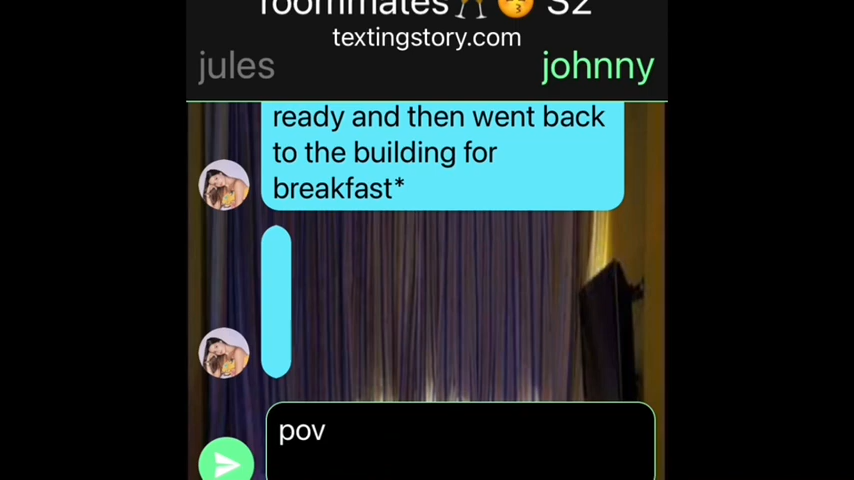 roommates🥂😚 S2
textingstory.com
jules johnny
ready and then went back
to the building for
breakfast*
pov